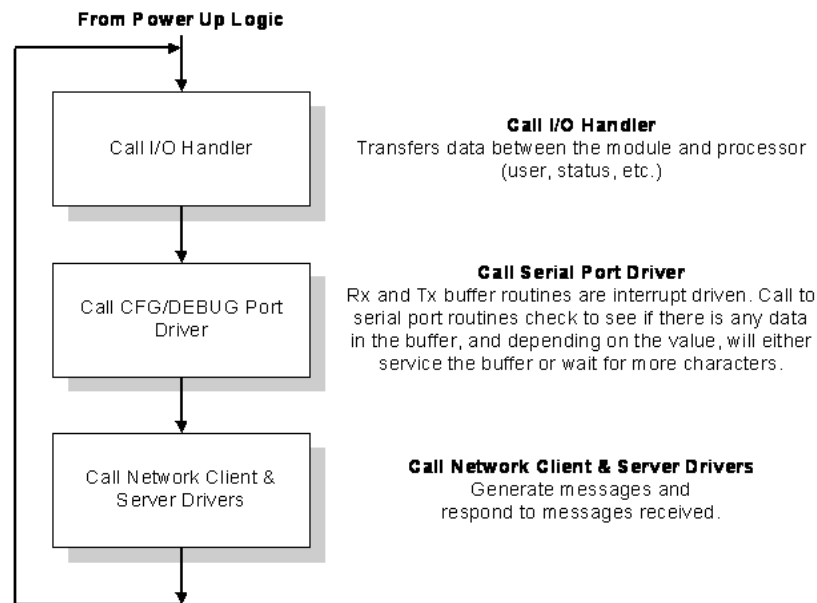 From Power Up Logic
Call I/O Handler
Call I/O Handler
Transfers data between the module and processor
(user, status, etc.)
Call CFG/DEBUG Port
Driver
Call Serial Port Driver
Rx and Tx buffer routines are interrupt driven. Call to
serial port routines check to see if there is any data
in the buffer, and depending on the value, will either
service the buffer or wait for more characters.
Call Network Client &
Server Drivers
Call Network Client & Server Drivers
Generate messages and
respond to messages received.